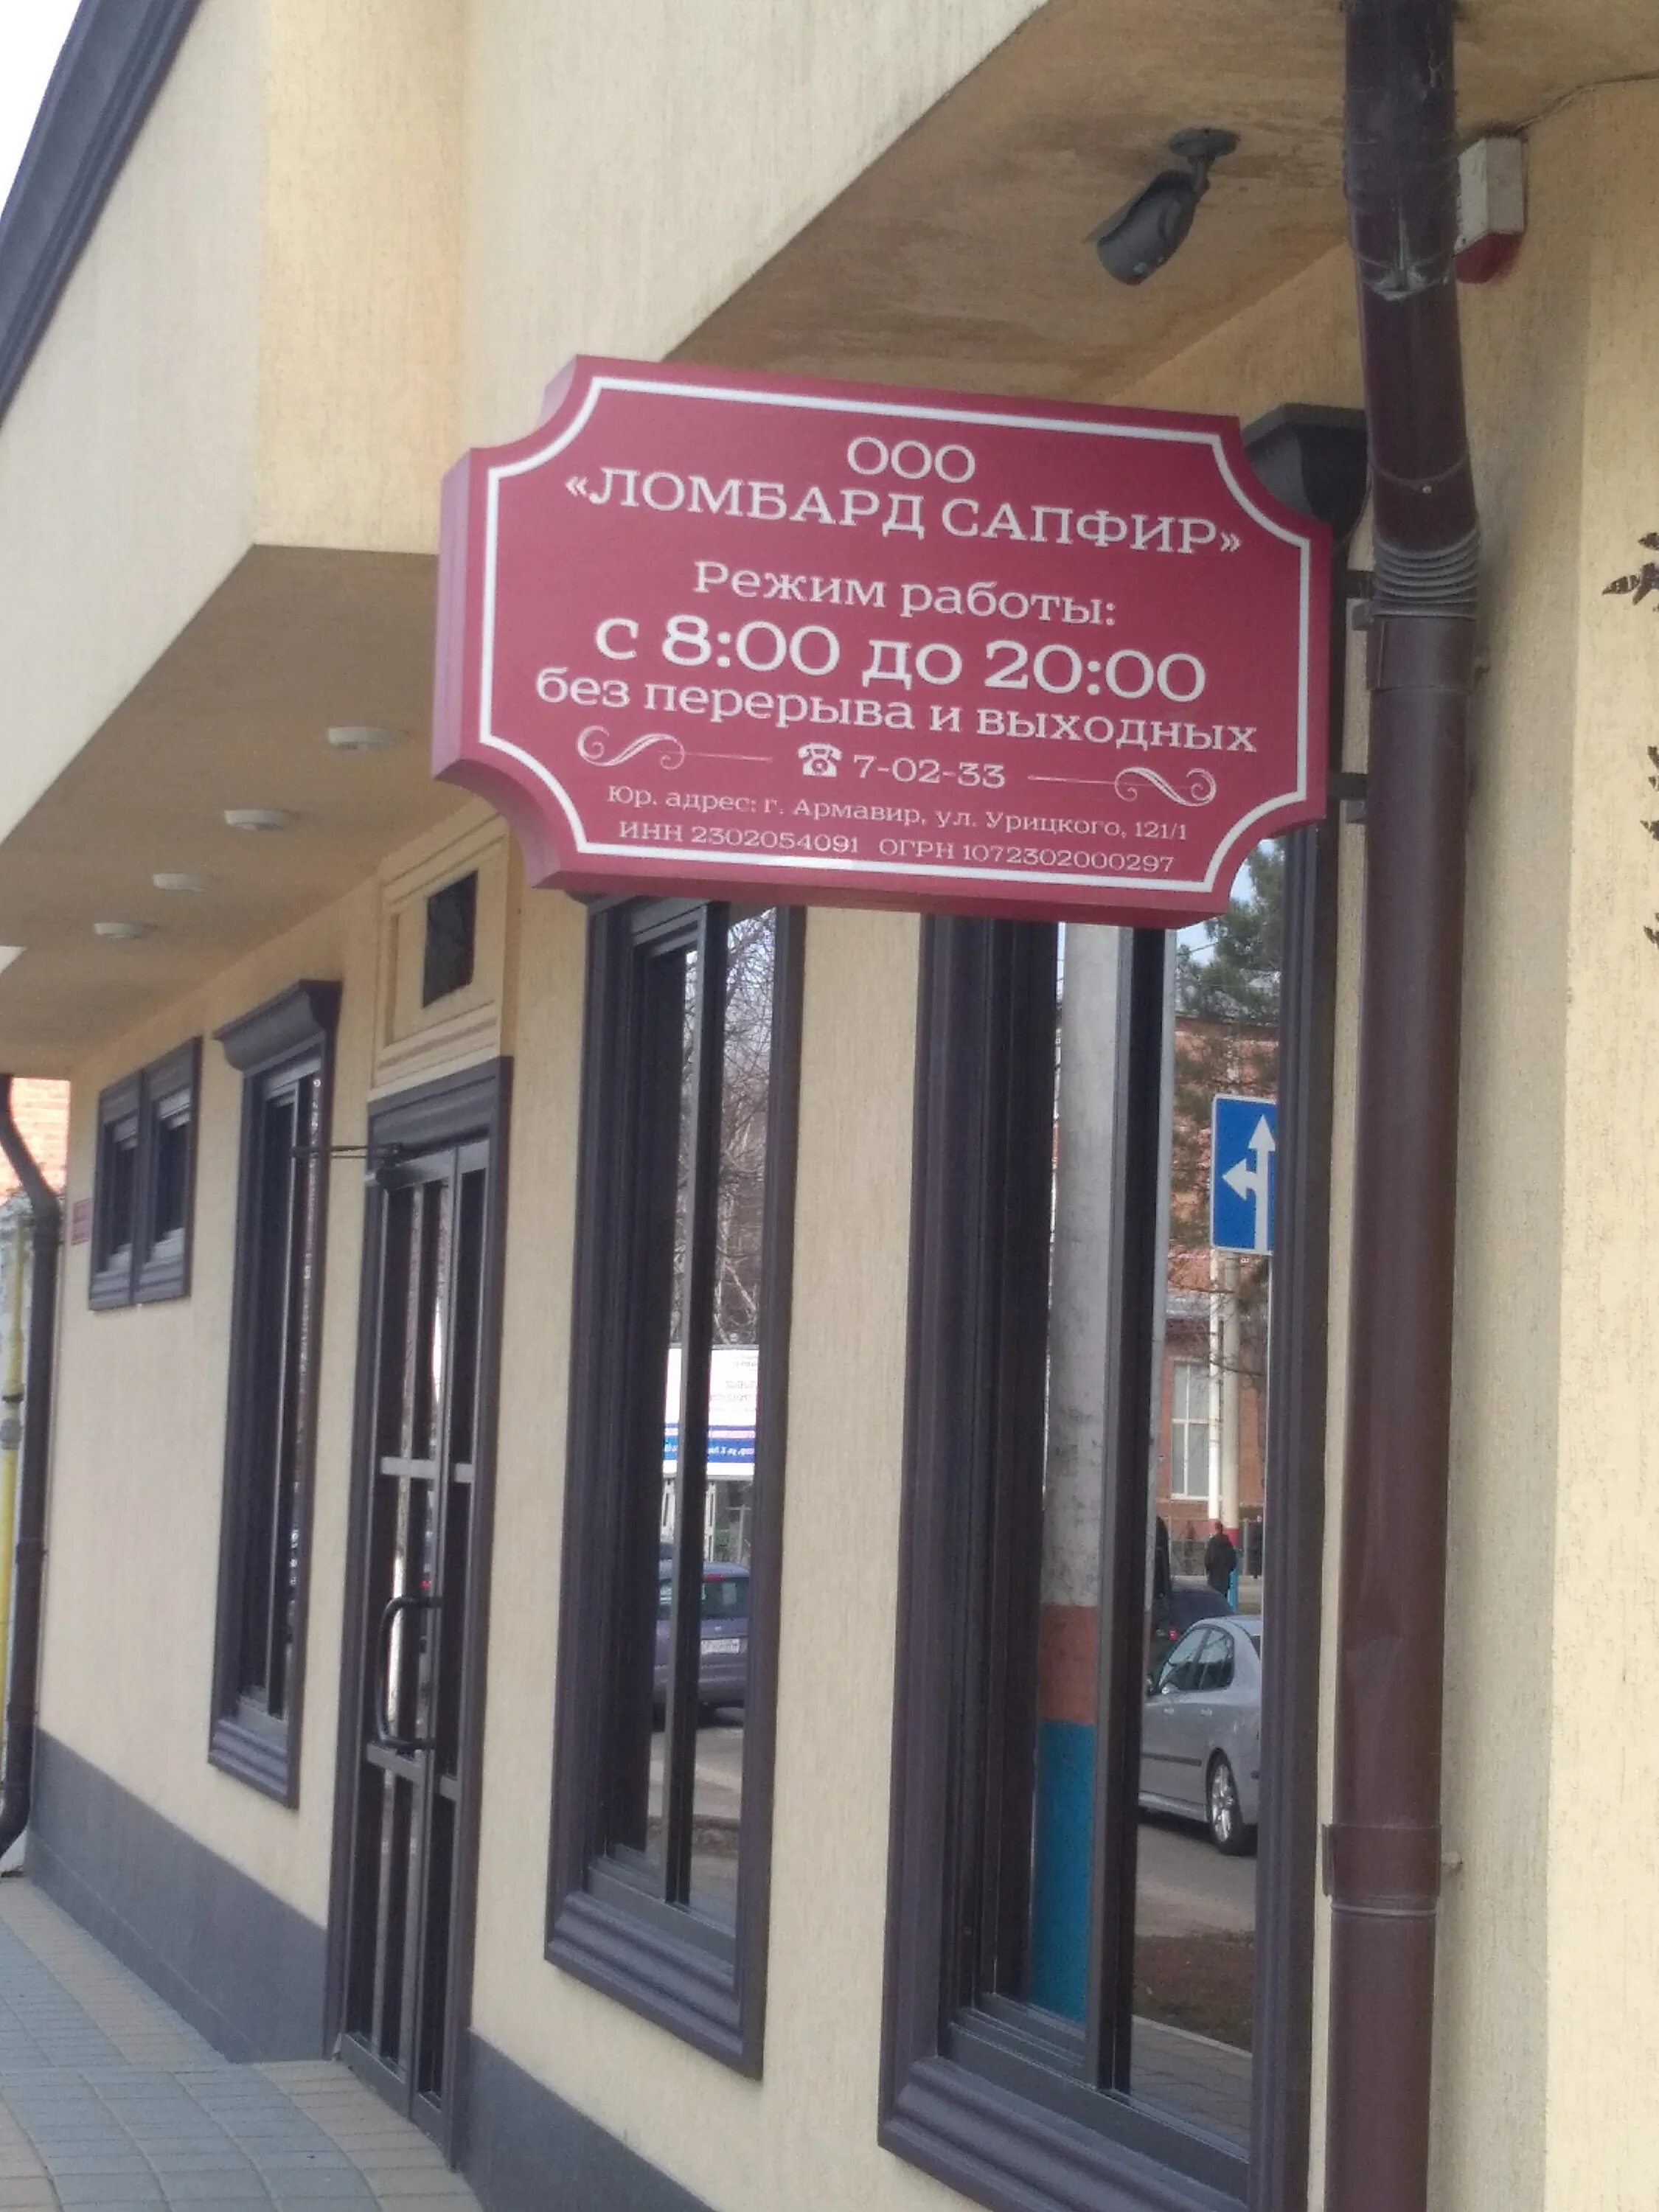 ООО
«ЛОМБАРД САПФИР»
Режим работы:
с 8:00 до 20:00
без перерыва и выходных
7-02-33
Юр. адрес: г. Армавир, ул. Урицкого, 121/1
ИНН 2302054091 ОГРН 1072302000297